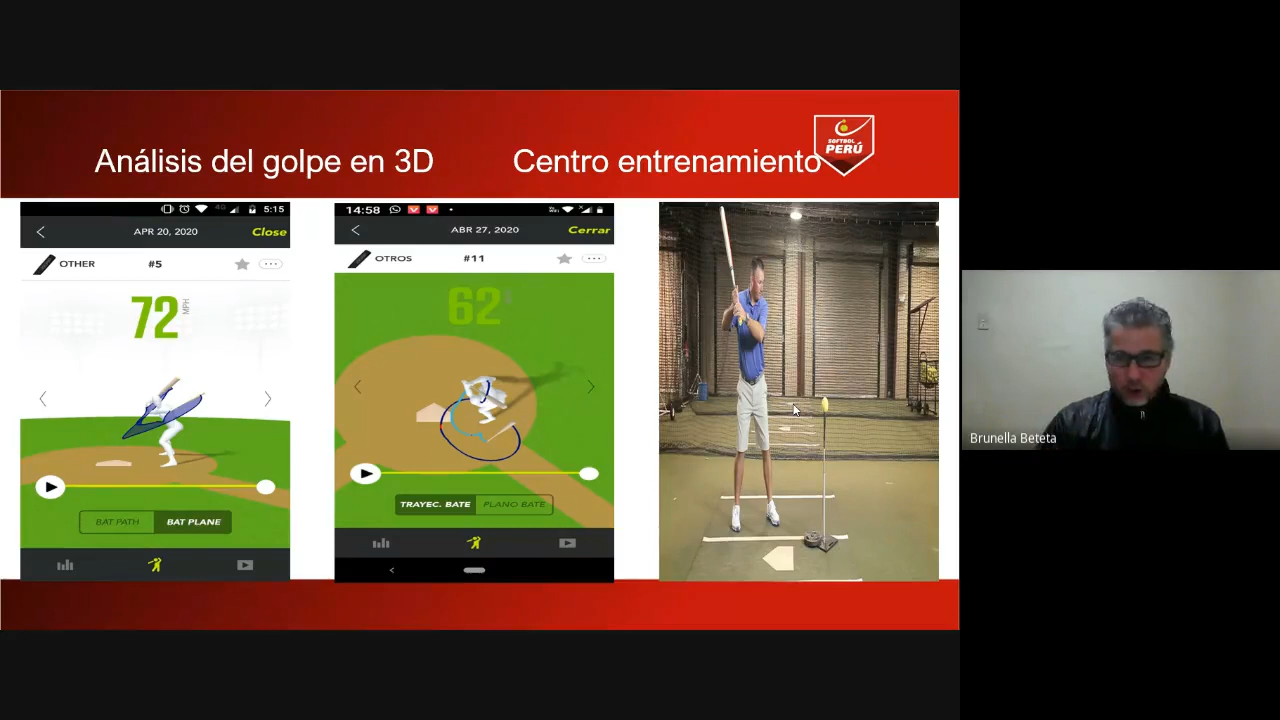 Análisis del golpe en 3D
Centro entrenamiento
SOFTBOL
PERÚ
4G 5:15
APR 20, 2020
Close
OTHER #5
72 MPH
BAT PATH BAT PLANE
14:58
ABR 27, 2020
Cerrar
OTROS #11
62
TRAYEC. BATE PLANO BATE
Brunella Beteta